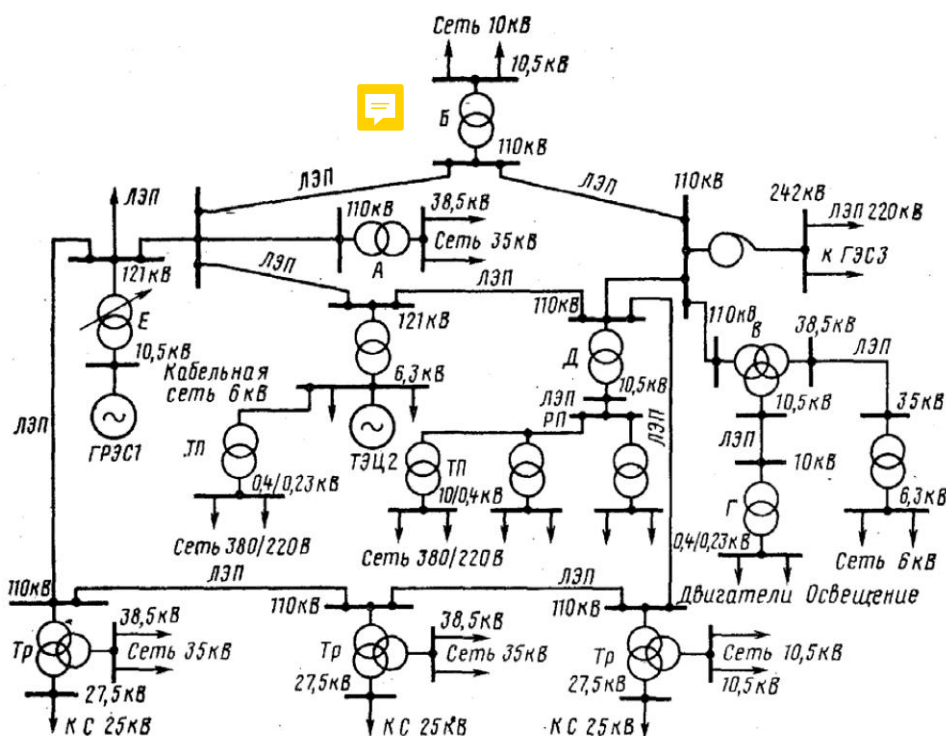 Сеть 10кВ
10,5кВ
Б
110кВ
ЛЭП
ЛЭП
110кВ
242кВ
ЛЭП 220кВ
к ГЭС3
ЛЭП
110кВ
38,5кВ
Сеть 35кВ
А
121кВ
ЛЭП
ЛЭП
Е
121кВ
110кВ
110кВ
В
38,5кВ
ЛЭП
10,5кВ
Кабельная
сеть 6кВ
6,3кВ
Д
10,5кВ
ЛЭП
РП
ЛЭП
10,5кВ
35кВ
ЛЭП
ГРЭС1
ТП
ТЭЦ2
ТП
ЛЭП
10кВ
0,4/0,23кВ
10/0,4кВ
Г
6,3кВ
Сеть 380/220В
Сеть 380/220В
0,4/0,23кВ
Сеть 6кВ
Двигатели Освещение
110кВ
ЛЭП
110кВ
ЛЭП
110кВ
38,5кВ
38,5кВ
Тр
Сеть 35кВ
Тр
Сеть 35кВ
Тр
Сеть 10,5кВ
27,5кВ
27,5кВ
27,5кВ
10,5кВ
КС 25кВ
КС 25кВ
КС 25кВ